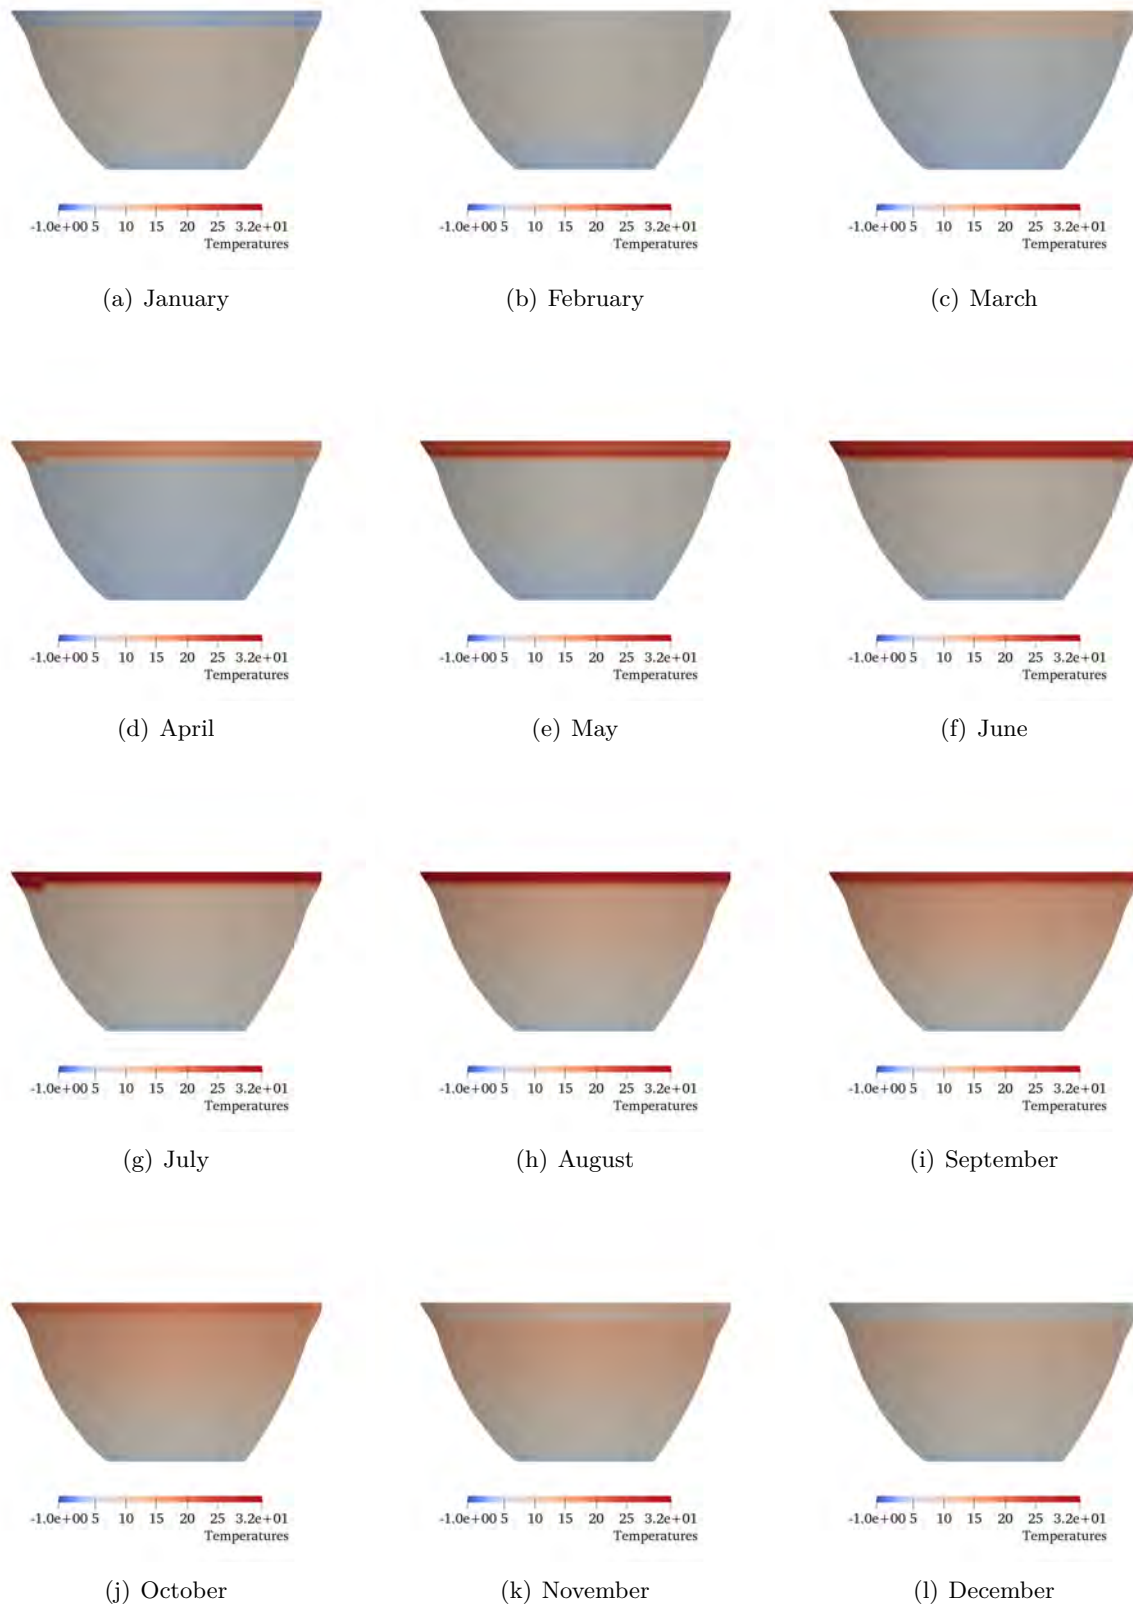 -1.0e+00 5 10 15 20 25 3.2e+01 -1.0e+00 5 10 15 20 25 3.2e+01 -1.0e+00 5 10 15 20 25 3.2e+01
Temperatures Temperatures Temperatures
(a) January (b) February (c) March
-1.0e+00 5 10 15 20 25 3.2e+01 -1.0e+00 5 10 15 20 25 3.2e+01 -1.0e+00 5 10 15 20 25 3.2e+01
Temperatures Temperatures Temperatures
(d) April (e) May (f) June
-1.0e+00 5 10 15 20 25 3.2e+01 -1.0e+00 5 10 15 20 25 3.2e+01 -1.0e+00 5 10 15 20 25 3.2e+01
Temperatures Temperatures Temperatures
(g) July (h) August (i) September
-1.0e+00 5 10 15 20 25 3.2e+01 -1.0e+00 5 10 15 20 25 3.2e+01 -1.0e+00 5 10 15 20 25 3.2e+01
Temperatures Temperatures Temperatures
(j) October (k) November (l) December